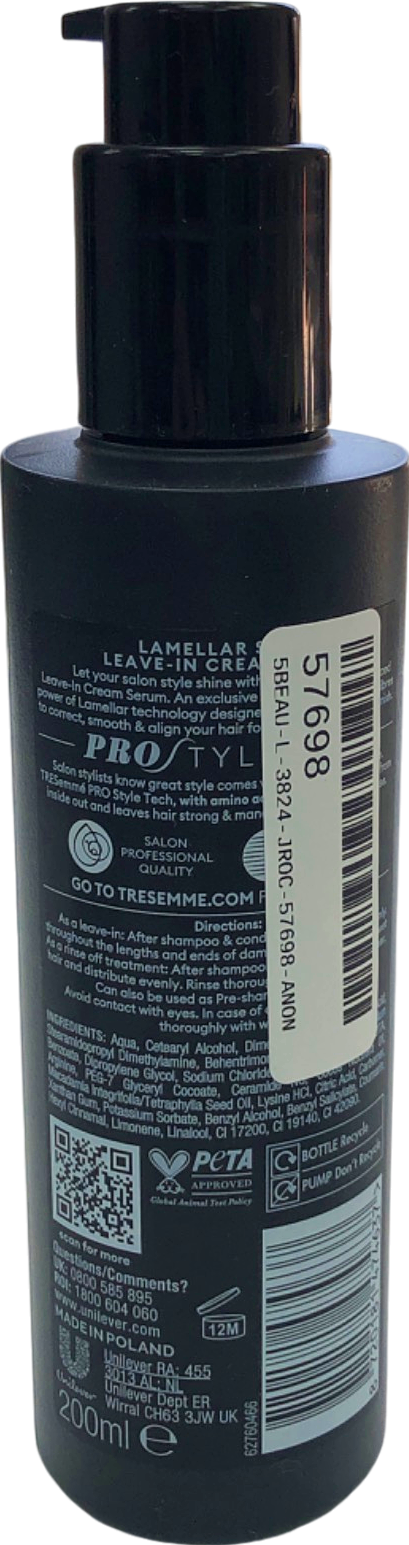 LAMELLAR S
LEAVE-IN CREA
Let your salon style shine with
Leave-In Cream Serum. An exclusive
power of Lamellar technology designe
to correct, smooth & align your hair fo
PRO STYL
Salon stylists know great style comes
TRESemmé PRO Style Tech, with amino ac
inside out and leaves hair strong & man
SALON
PROFESSIONAL
QUALITY
GO TO TRESEMME.COM F
Directions:
As a leave-in: After shampoo & cond
throughout the lengths and ends of dam
As a rinse off treatment: After shampoo
hair and distribute evenly. Rinse thorou
Can also be used as Pre-shar
Avoid contact with eyes. In case of
thoroughly with w
INGREDIENTS: Aqua, Cetearyl Alcohol, Dim
Stearamidopropyl Dimethylamine, Behentrimon
Benzoate, Dipropylene Glycol, Sodium Chloride
Arginine, PEG-7 Glyceryl Cocoate, Ceramide Lysine HCl, Citric Acid,
Macadamia Integrifolia/Tetraphylla Seed Oil,
Xanthan Gum, Potassium Sorbate, Benzyl Alcohol, Benzyl Salicylate,
Hexyl Cinnamal, Limonene, Linalool, CI 17200, CI 19140, CI 42090.
57698
5BEAU-L-3824-JROC-57698-ANON
scan for more
PETA
APPROVED
Global Animal Test Policy
BOTTLE Recycle
PUMP Don't Recycle
Questions/Comments?
UK: 0800 585 895
ROI: 1800 604 060
www.unilever.com
MADE IN POLAND
Unilever
Unilever RA: 455
3013 AL: NL
Unilever Dept ER
Wirral CH63 3JW UK
12M
200ml e
62760466